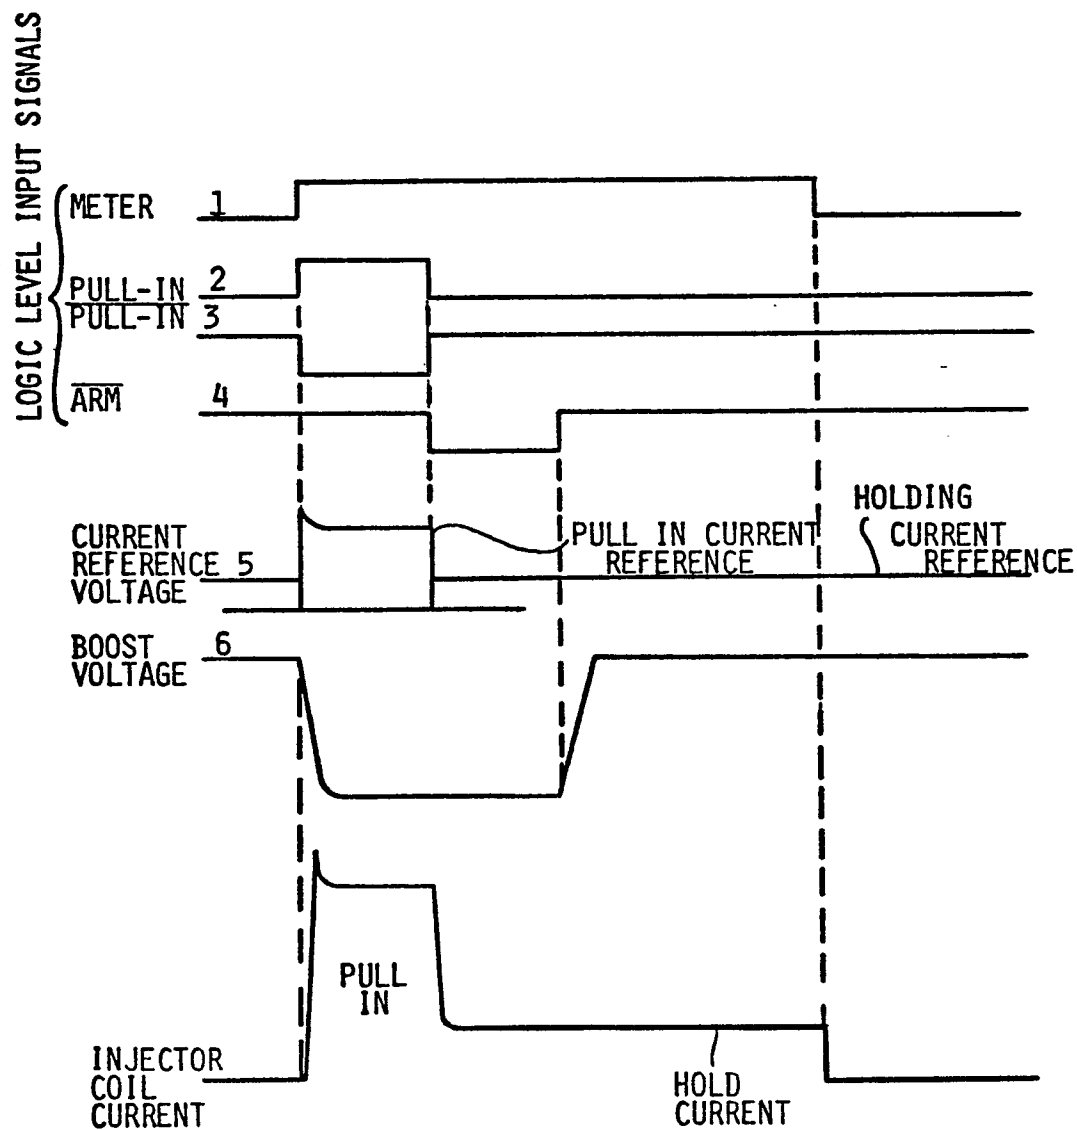 LOGIC LEVEL INPUT SIGNALS
METER 1
PULL-IN 2
PULL-IN 3
ARM 4
CURRENT
REFERENCE 5
VOLTAGE
PULL IN CURRENT
REFERENCE
HOLDING
CURRENT
REFERENCE
BOOST 6
VOLTAGE
PULL
IN
INJECTOR
COIL
CURRENT
HOLD
CURRENT